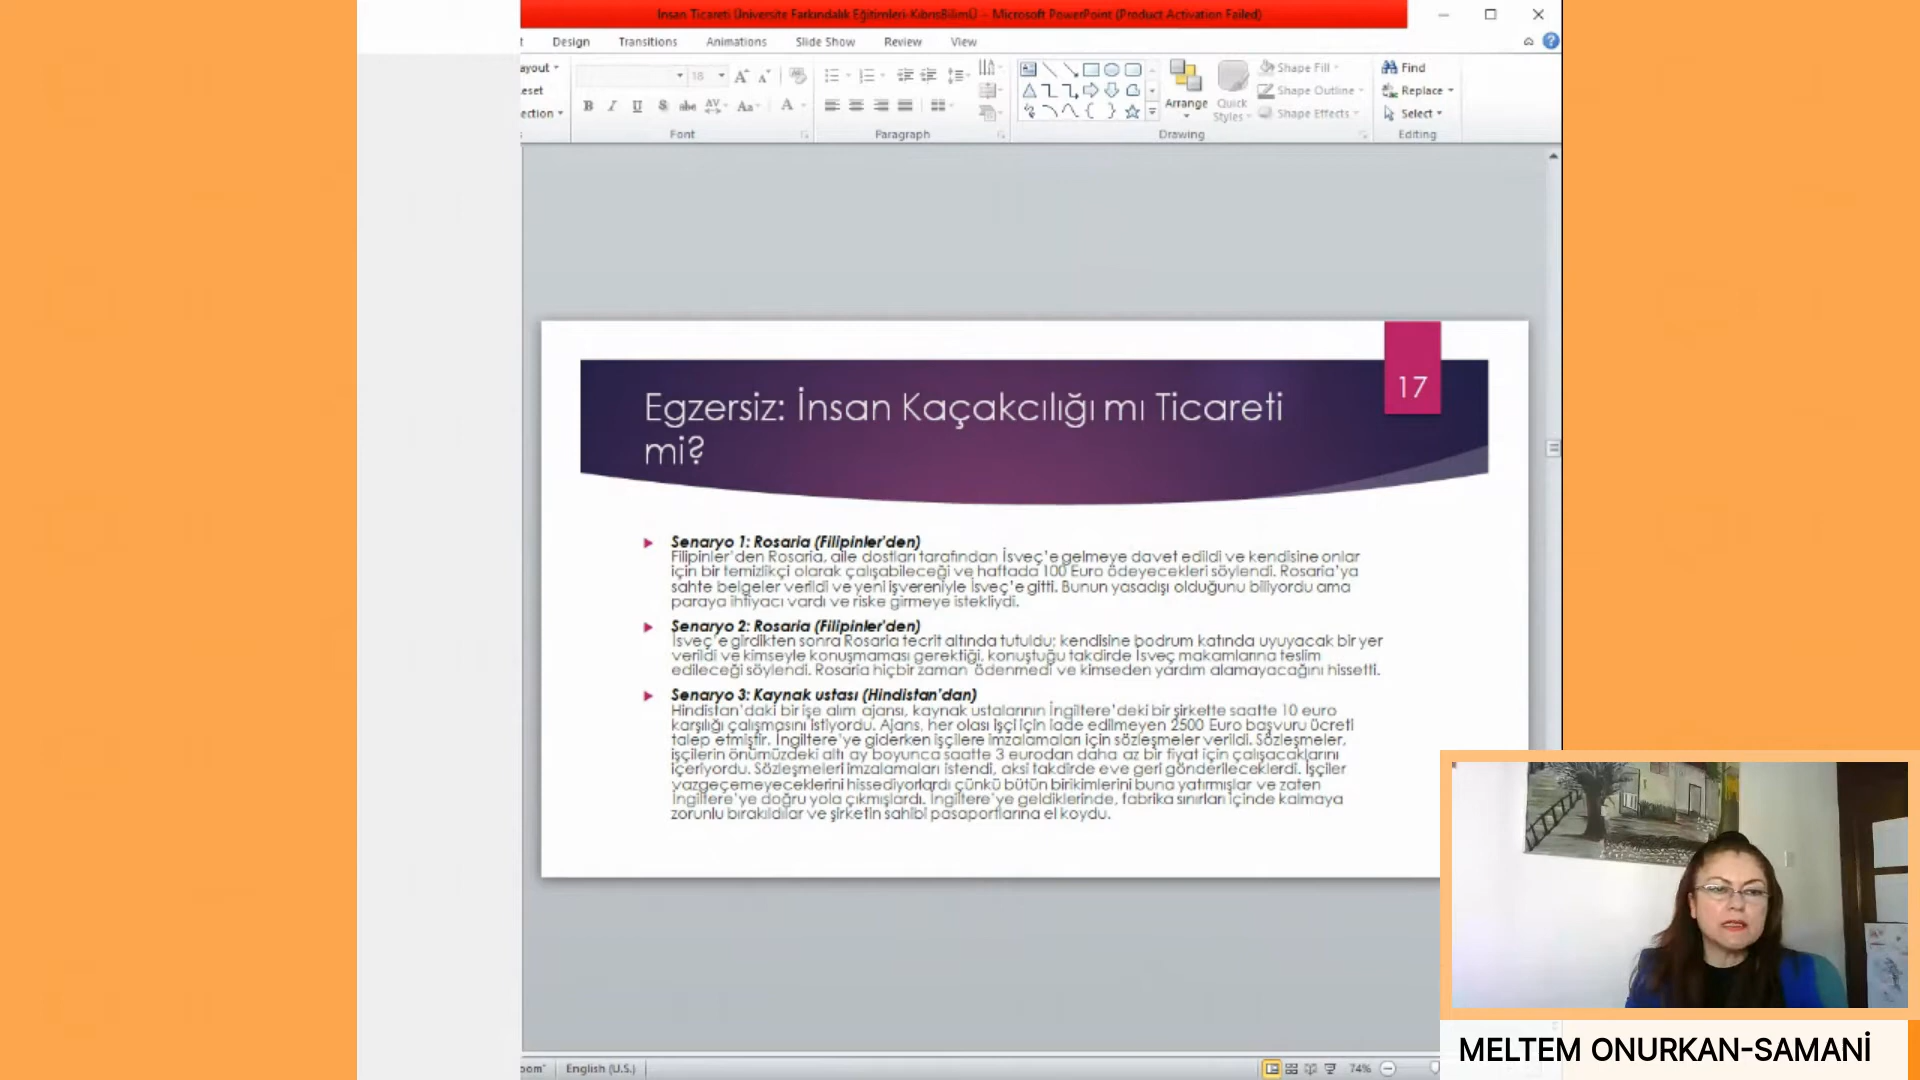 İnsan Ticareti Üniversite Farkındalık Eğitimleri-KıbrısBilimÜ - Microsoft PowerPoint (Product Activation Failed)
Design Transitions Animations Slide Show Review View
ayout
18
Shape Fill
Find
eset
Shape Outline
Replace
ection
B I U S abc AV Aa A
Arrange
Quick Styles
Shape Effects
Select
Font Paragraph Drawing Editing
17
Egzersiz: İnsan Kaçakcılığı mı Ticareti
mi?
Senaryo 1: Rosaria (Filipinler'den)
Filipinler'den Rosaria, aile dostları tarafından İsveç'e gelmeye davet edildi ve kendisine onlar
için bir temizlikçi olarak çalışabileceği ve haftada 100 Euro ödeyecekleri söylendi. Rosaria'ya
sahte belgeler verildi ve yeni işvereniyle İsveç'e gitti. Bunun yasadışı olduğunu biliyordu ama
paraya ihtiyacı vardı ve riske girmeye istekliydi.
Senaryo 2: Rosaria (Filipinler'den)
İsveç'e girdikten sonra Rosaria tecrit altında tutuldu; kendisine bodrum katında uyuyacak bir yer
verildi ve kimseyle konuşmaması gerektiği, konuştuğu takdirde İsveç makamlarına teslim
edileceği söylendi. Rosaria hiçbir zaman ödenmedi ve kimseden yardım alamayacağını hissetti.
Senaryo 3: Kaynak ustası (Hindistan'dan)
Hindistan'daki bir işe alım ajansı, kaynak ustalarının İngiltere'deki bir şirkette saatte 10 euro
karşılığı çalışmasını istiyordu. Ajans, her olası işçi için iade edilmeyen 2500 Euro başvuru ücreti
talep etmiştir. İngiltere'ye giderken işçilere imzalamaları için sözleşmeler verildi. Sözleşmeler,
işçilerin önümüzdeki altı ay boyunca saatte 3 eurodan daha az bir fiyat için çalışacaklarını
içeriyordu. Sözleşmeleri imzalamaları istendi, aksi takdirde eve geri gönderileceklerdi. İşçiler
vazgeçemeyeceklerini hissediyorlardı çünkü bütün birikimlerini buna yatırmışlar ve zaten
İngiltere'ye doğru yola çıkmışlardı. İngiltere'ye geldiklerinde, fabrika sınırları içinde kalmaya
zorunlu bırakıldılar ve şirketin sahibi pasaportlarına el koydu.
English (U.S.)
74%
MELTEM ONURKAN-SAMANİ